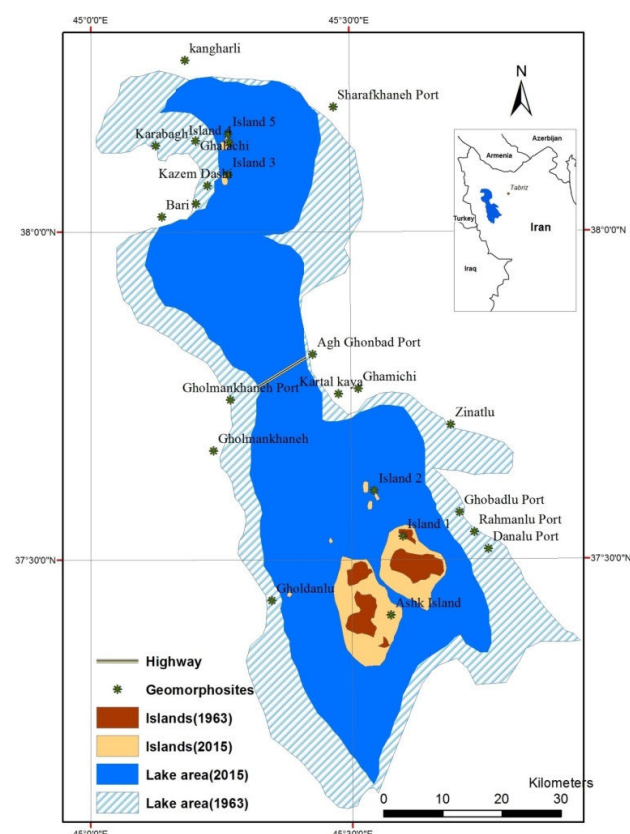 45°0'0"E
45°30'0"E
kangharli
N
Sharafkhaneh Port
Island 5
Island 4
Karabagh
Ghalachi
Island 3
Kazem Dashi
Bari
38°0'0"N
38°0'0"N
Azerbijan
Armenia
Tabriz
Turkey
Iran
Iraq
Agh Ghonbad Port
Ghamichi
Kartal kaya
Gholmankhaneh Port
Zinatlu
Gholmankhaneh
Island 2
Ghobadlu Port
Island 1
Rahmanlu Port
Danalu Port
37°30'0"N
37°30'0"N
Gholdanlu
Ashk Island
Highway
Geomorphosites
Islands(1963)
Islands(2015)
Lake area(2015)
Lake area(1963)
Kilometers
0 10 20 30
45°0'0"E
45°30'0"E